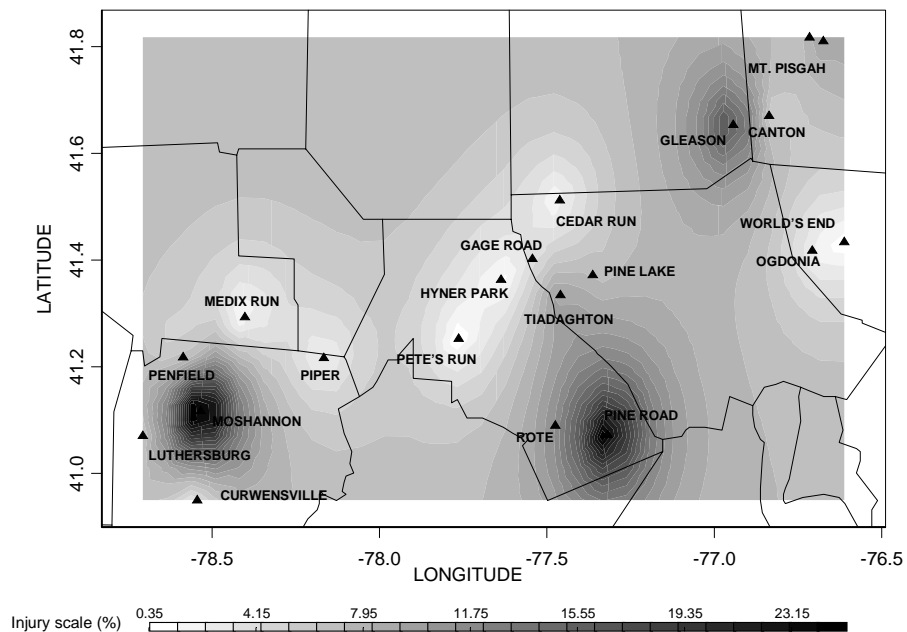 41.8
MT. PISGAH
GLEASON
CANTON
41.6
CEDAR RUN
WORLD'S END
GAGE ROAD
OGDONIA
41.4
PINE LAKE
HYNER PARK
MEDIX RUN
TIADAGHTON
LATITUDE
PETE'S RUN
41.2
PENFIELD
PIPER
MOSHANNON
PINE ROAD
ROTE
LUTHERSBURG
41.0
CURWENSVILLE
-78.5 -78.0 -77.5 -77.0 -76.5
LONGITUDE
Injury scale (%) 0.35 4.15 7.95 11.75 15.55 19.35 23.15